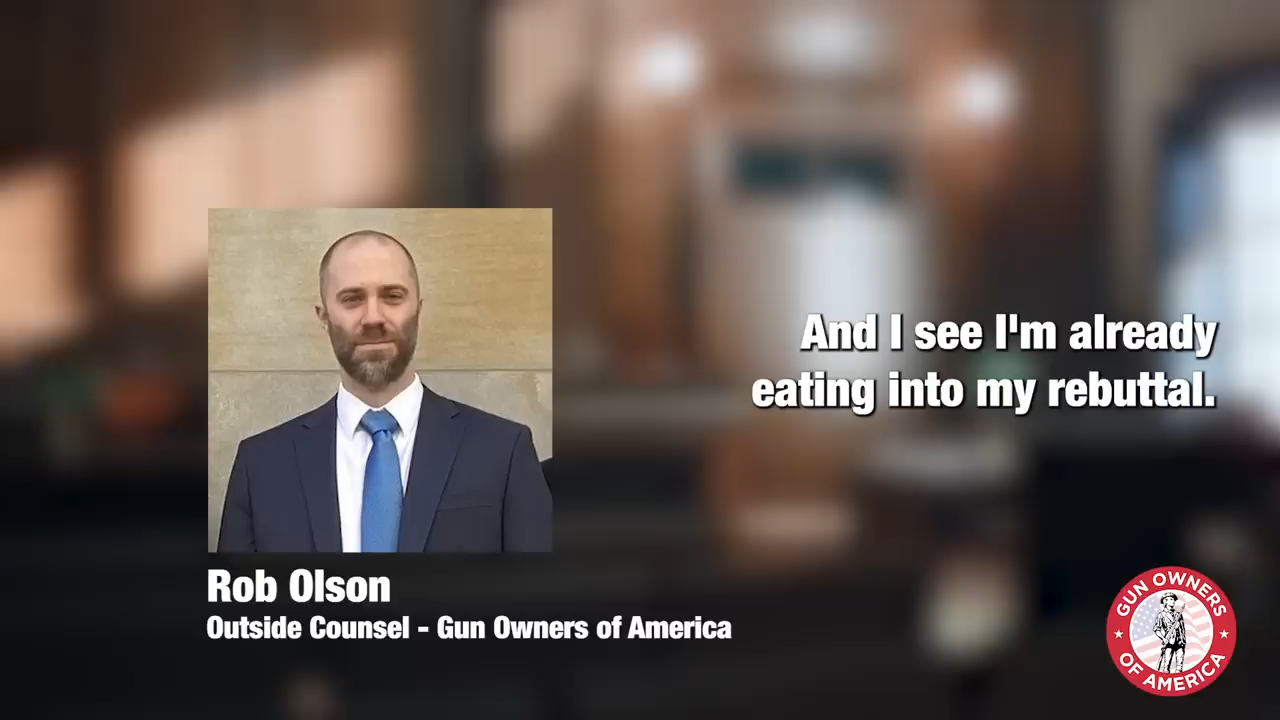 And I see I'm already
eating into my rebuttal.
Rob Olson
Outside Counsel - Gun Owners of America
GUN OWNERS
OF AMERICA